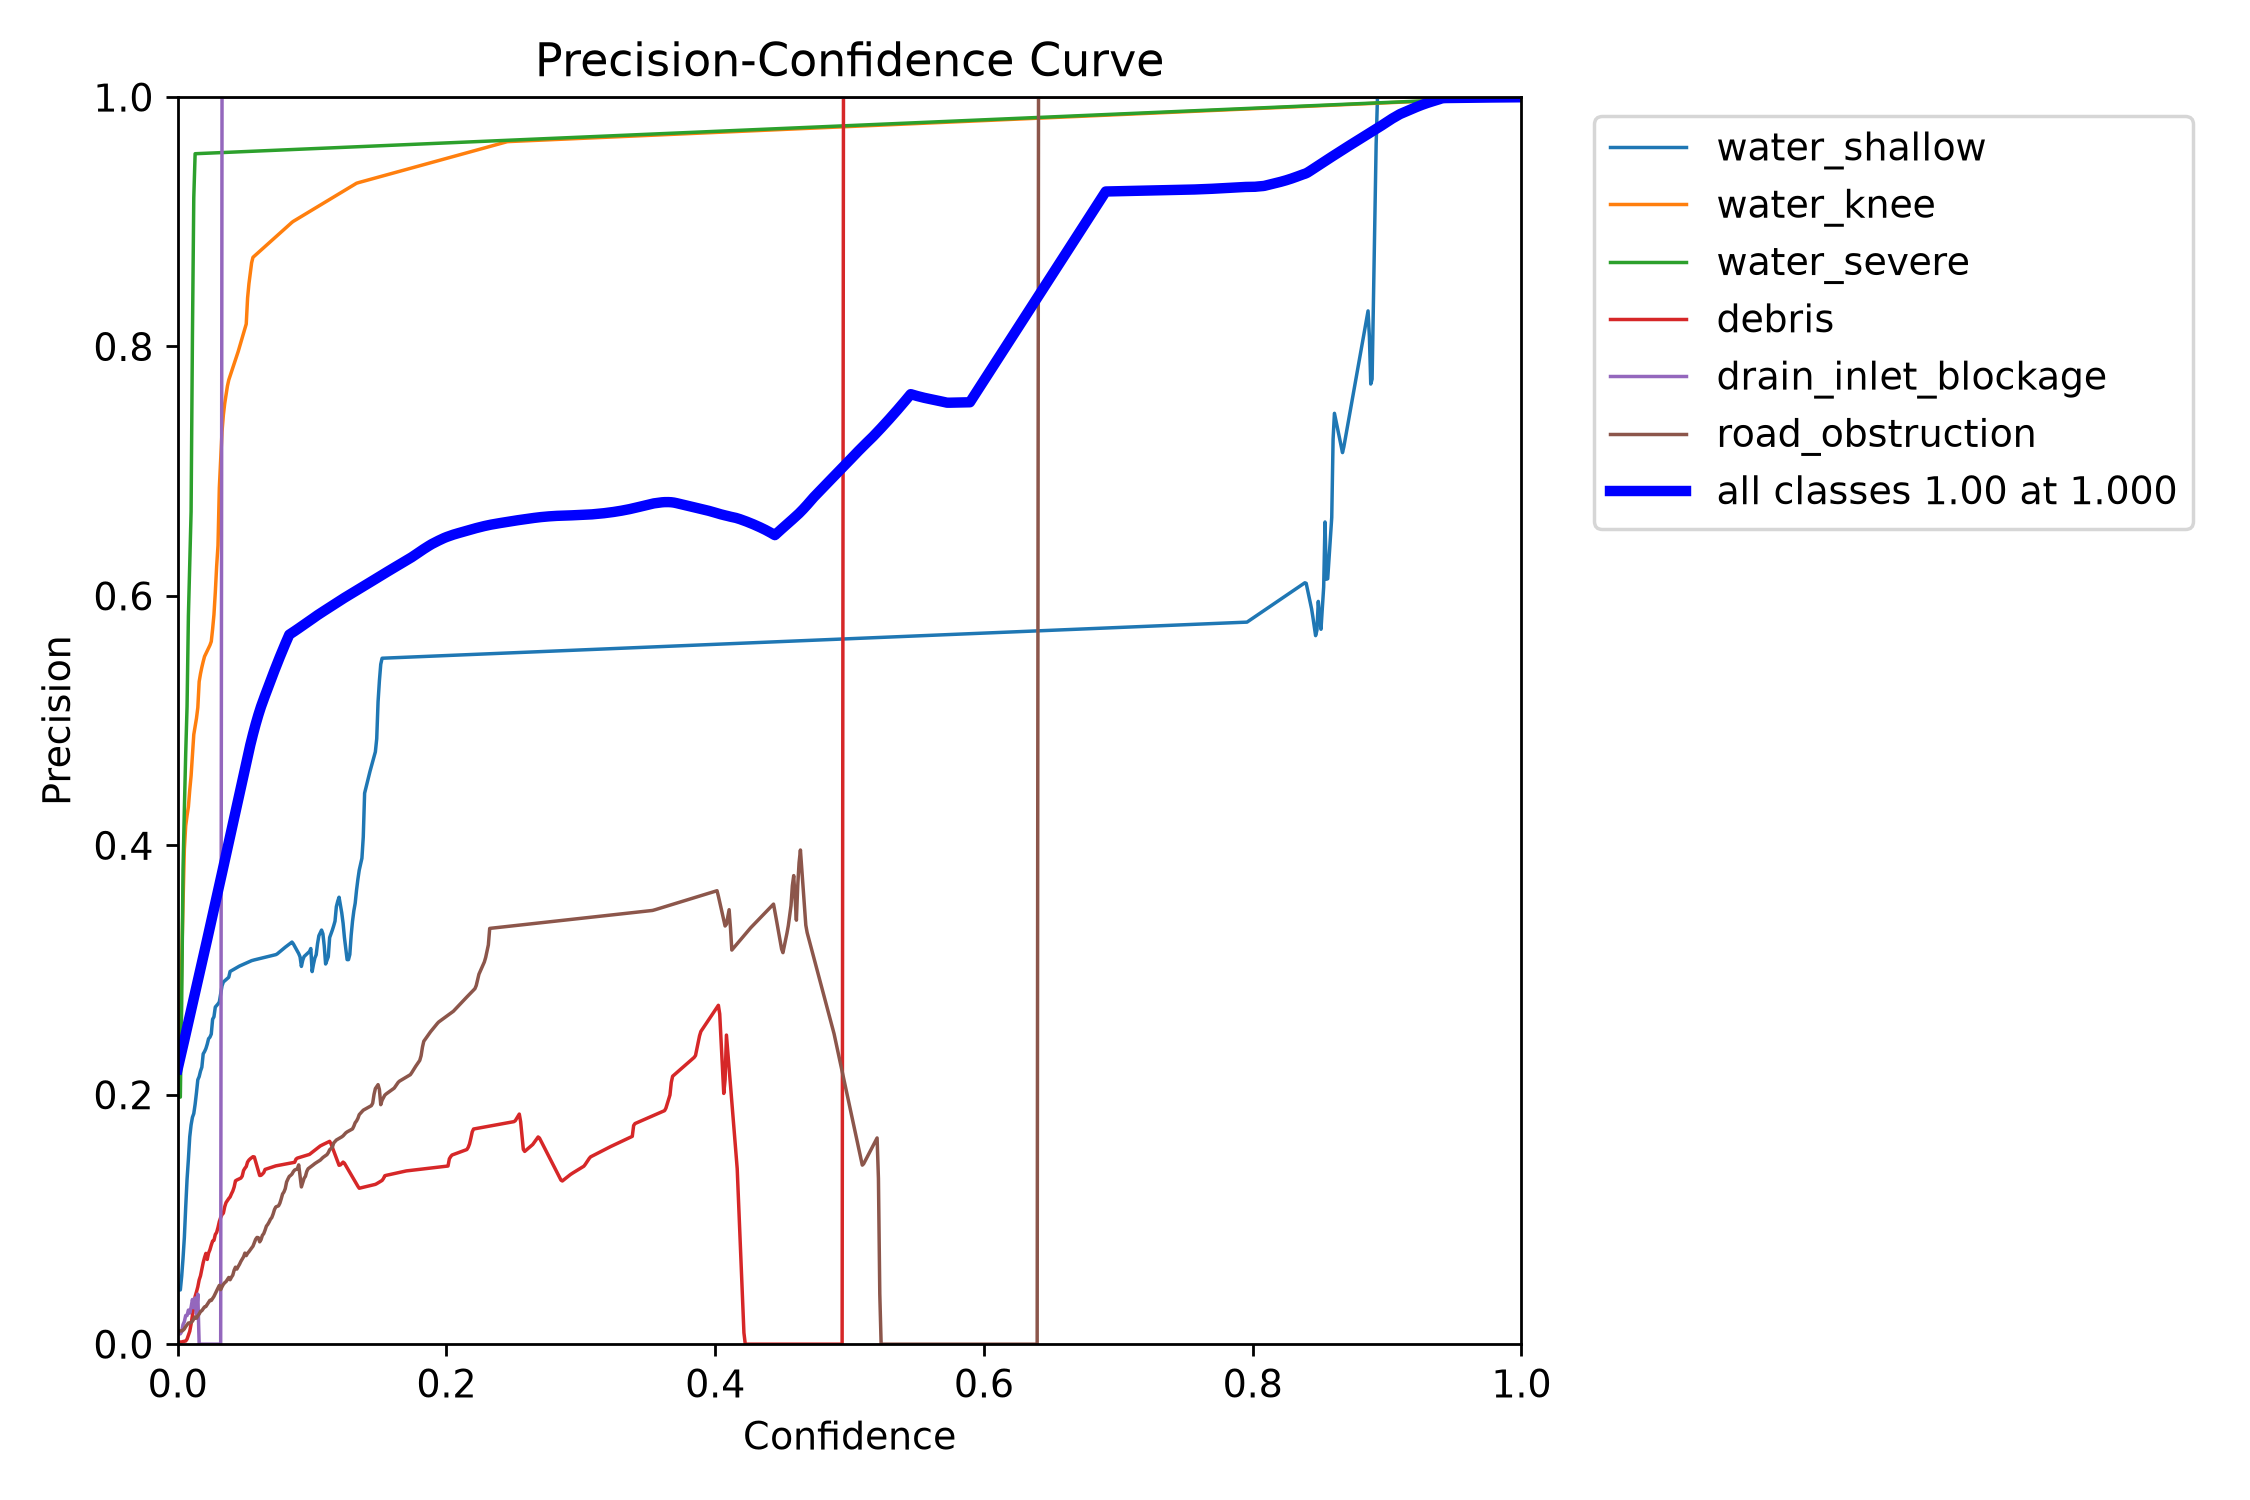 Precision-Confidence Curve
1.0
0.8
0.6
0.4
0.2
0.0
Precision
0.0 0.2 0.4 0.6 0.8 1.0
Confidence
water_shallow
water_knee
water_severe
debris
drain_inlet_blockage
road_obstruction
all classes 1.00 at 1.000